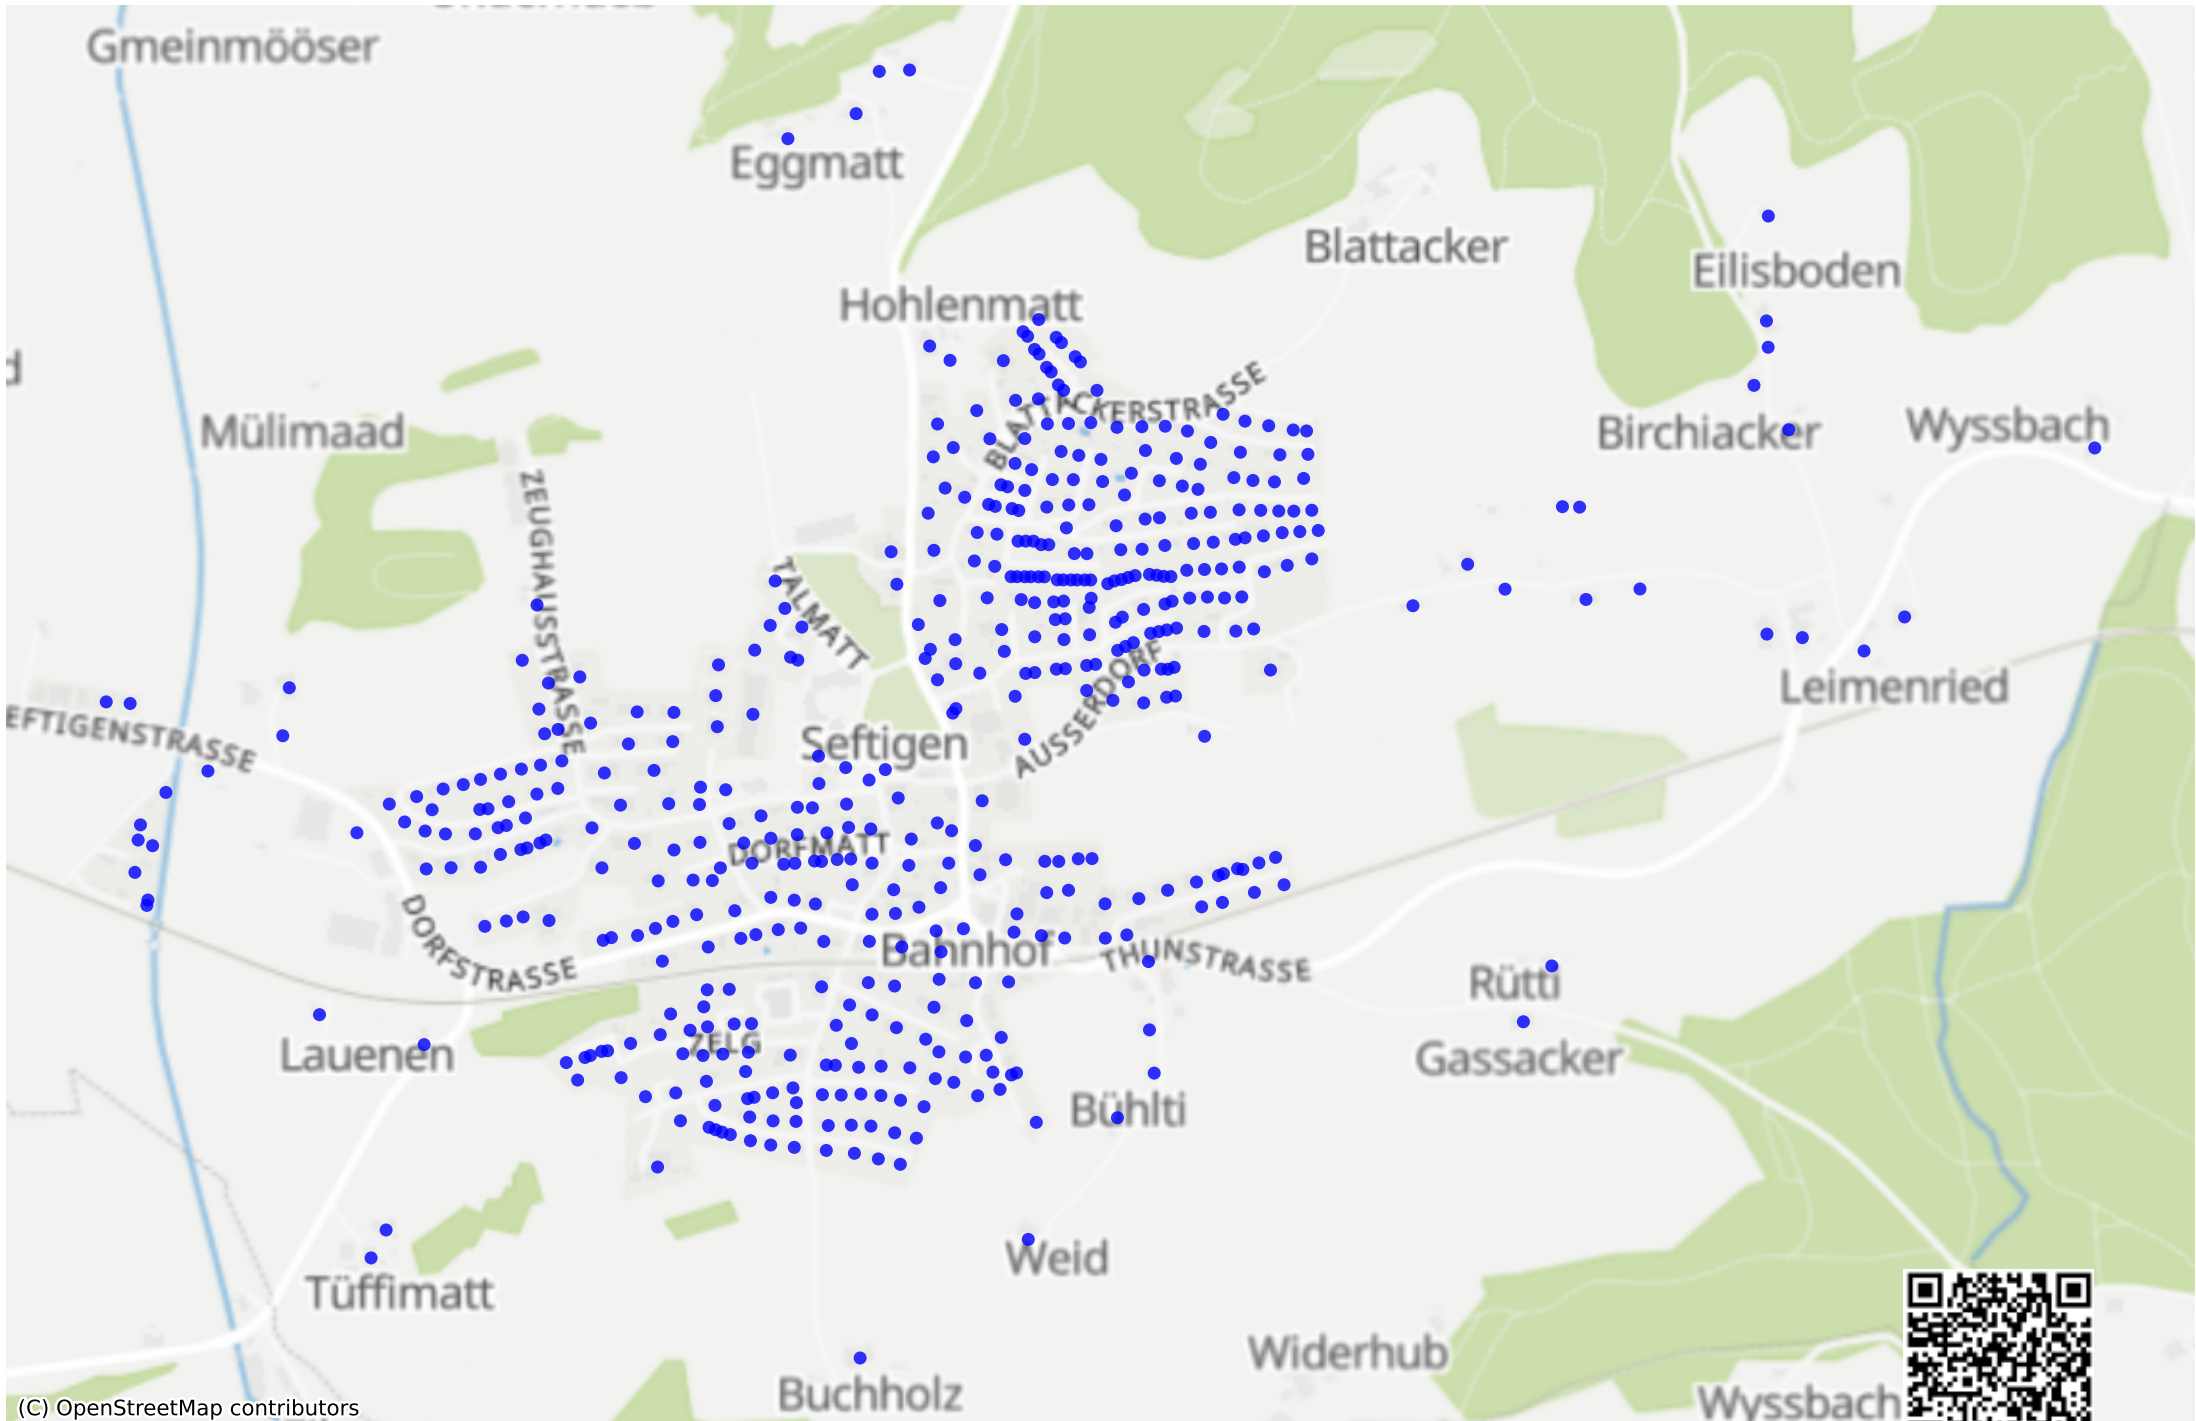 Gmeinmööser
Eggmatt
Blattacker
Eilisboden
Hohlenmatt
BLATTACKERSTRASSE
Mülimaad
Birchiacker
Wyssbach
ZEUGHAUSSTRASSE
TALMATT
AUSSERDORF
Leimenried
EFTIGENSTRASSE
Seftigen
DORFMATT
DORFSTRASSE
Bahnhof
THUNSTRASSE
Rütti
Lauenen
ZELG
Gassacker
Bühlti
Weid
Tüffimatt
Widerhub
Buchholz
Wyssbach
(C) OpenStreetMap contributors